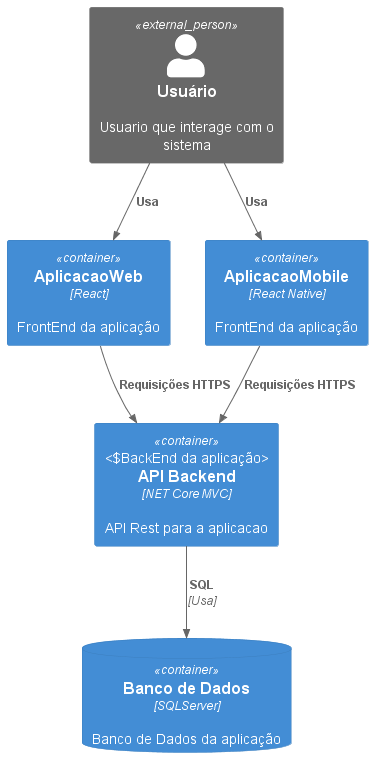 «external_person»
Usuário
Usuario que interage com o
sistema
Usa
Usa
«container»
AplicacaoWeb
[React]
FrontEnd da aplicação
«container»
AplicacaoMobile
[React Native]
FrontEnd da aplicação
Requisições HTTPS
Requisições HTTPS
«container»
<$BackEnd da aplicação>
API Backend
[NET Core MVC]
API Rest para a aplicacao
SQL
[Usa]
«container»
Banco de Dados
[SQLServer]
Banco de Dados da aplicação